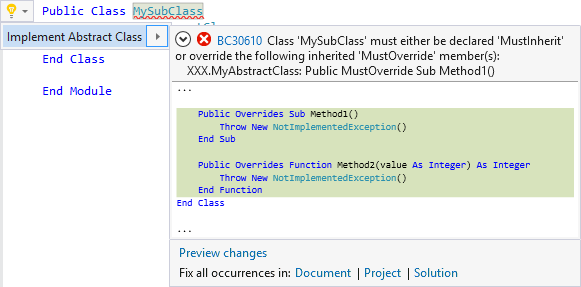 Public Class MySubClass
Implement Abstract Class
End Class
End Module
BC30610 Class 'MySubClass' must either be declared 'MustInherit'
or override the following inherited 'MustOverride' member(s):
XXX.MyAbstractClass: Public MustOverride Sub Method1()
...
Public Overrides Sub Method1()
Throw New NotImplementedException()
End Sub
Public Overrides Function Method2(value As Integer) As Integer
Throw New NotImplementedException()
End Function
End Class
...
Preview changes
Fix all occurrences in: Document | Project | Solution